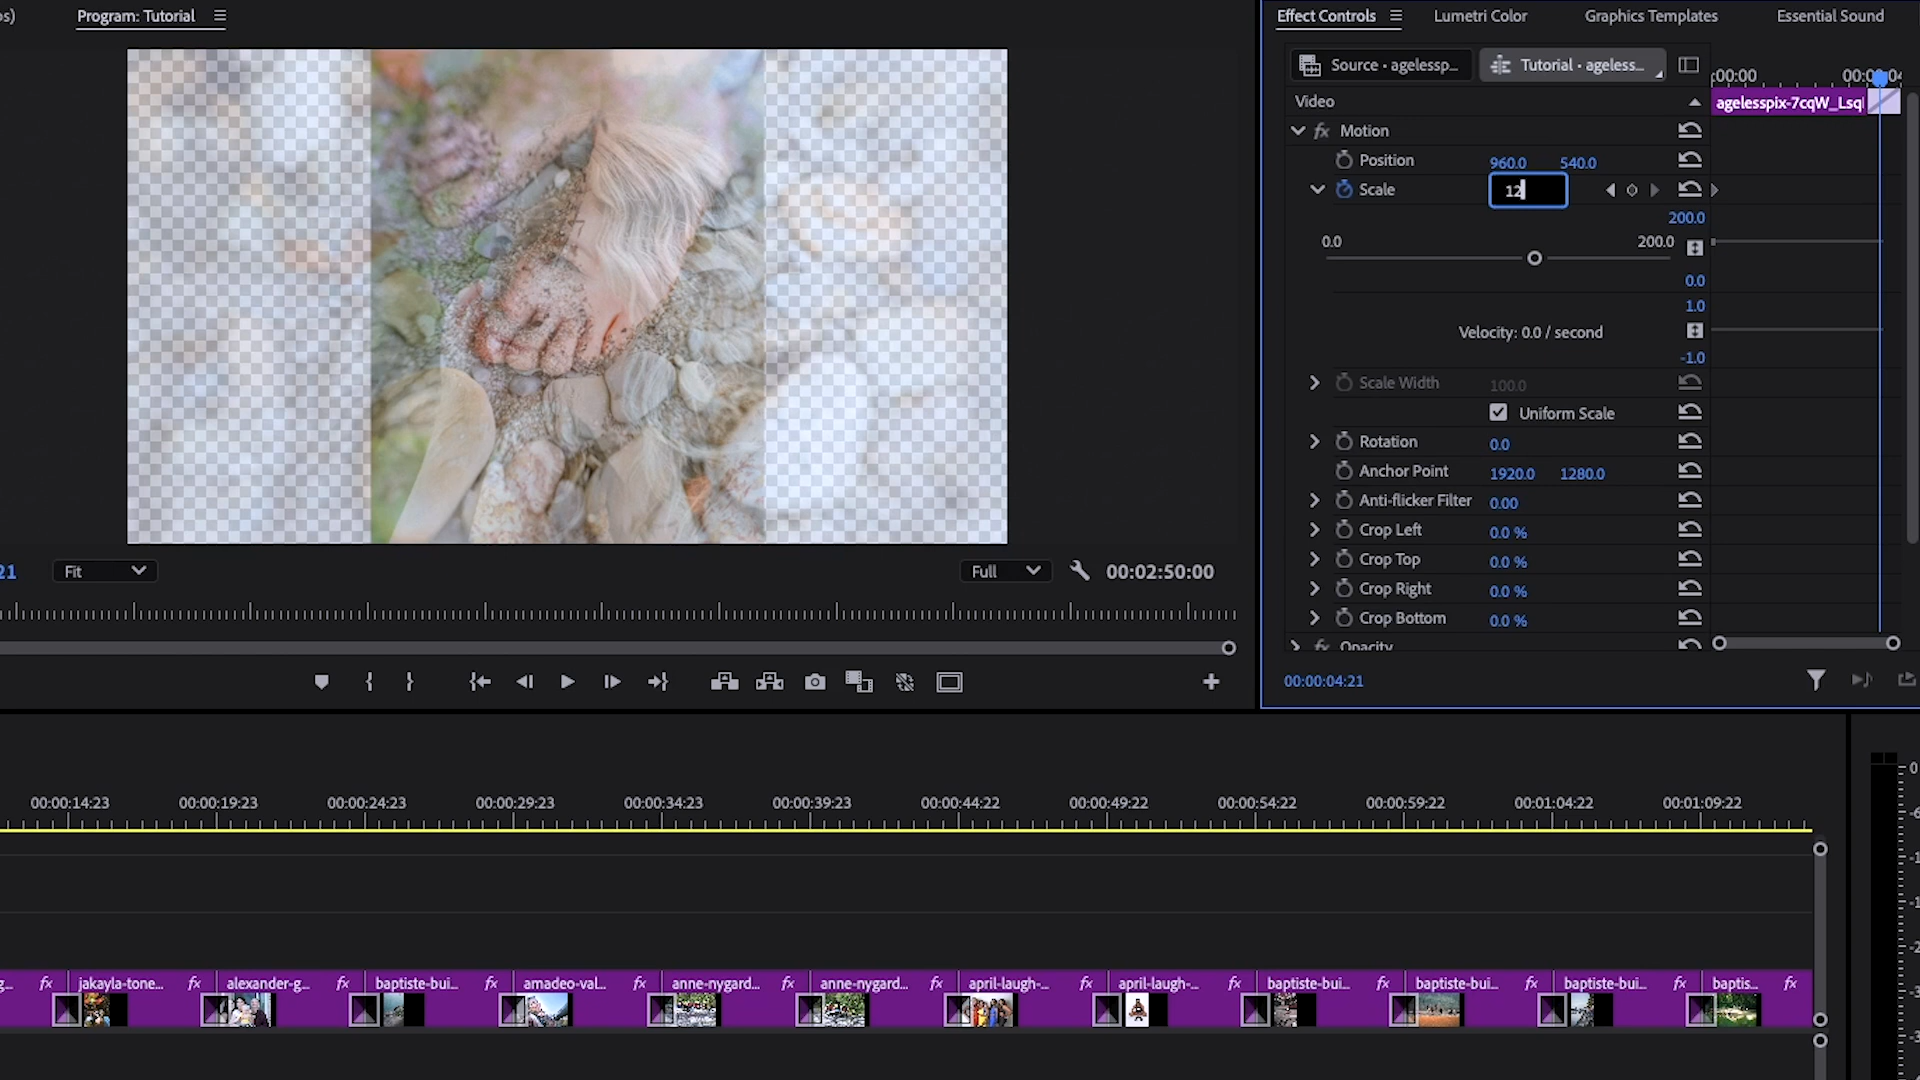 os)
Program: Tutorial
Effect Controls
Lumetri Color
Graphics Templates
Essential Sound
Source • agelessp...
Tutorial • ageless...
:00:00
Video
agelesspix-7cqW_Lsq
fx Motion
Position 960.0 540.0
Scale 12
200.0
0.0 200.0
0.0
1.0
Velocity: 0.0 / second
-1.0
Scale Width 100.0
Uniform Scale
Rotation 0.0
Anchor Point 1920.0 1280.0
Anti-flicker Filter 0.00
Crop Left 0.0 %
Crop Top 0.0 %
Crop Right 0.0 %
Crop Bottom 0.0 %
fx Opacity
21
Fit
Full
00:02:50:00
00:00:04:21
00:00:14:23 00:00:19:23 00:00:24:23 00:00:29:23 00:00:34:23 00:00:39:23 00:00:44:22 00:00:49:22 00:00:54:22 00:00:59:22 00:01:04:22 00:01:09:22
0
g... fx jakayla-tone... fx alexander-g... fx baptiste-bui... fx amadeo-val... fx anne-nygard... fx anne-nygard... fx april-laugh-... fx april-laugh-... fx baptiste-bui... fx baptiste-bui... fx baptiste-bui... fx baptis... fx